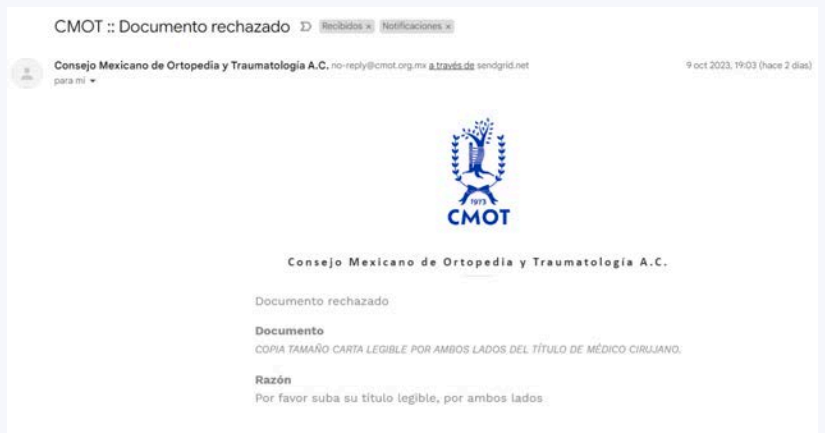 CMOT :: Documento rechazado Recibidos x Notificaciones x
Consejo Mexicano de Ortopedia y Traumatología A.C. no-reply@cmot.org.mx a través de sendgrid.net 9 oct 2023, 19:03 (hace 2 días)
para mí
1973
CMOT
Consejo Mexicano de Ortopedia y Traumatología A.C.
Documento rechazado
Documento
COPIA TAMAÑO CARTA LEGIBLE POR AMBOS LADOS DEL TÍTULO DE MÉDICO CIRUJANO.
Razón
Por favor suba su título legible, por ambos lados